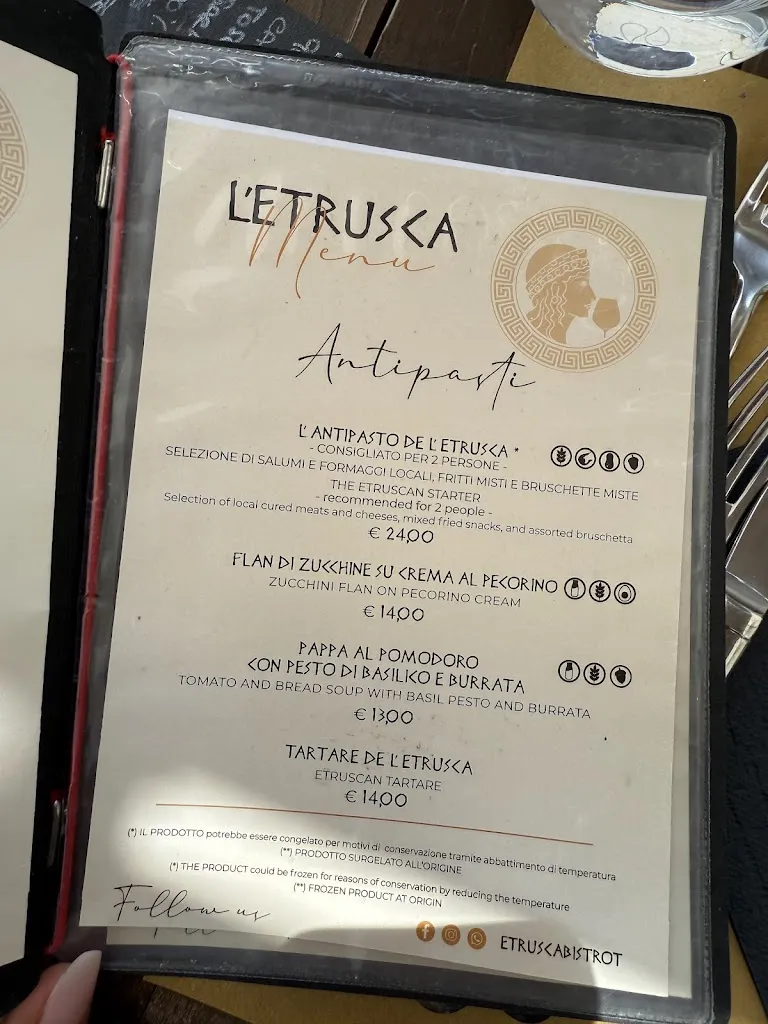 L'ETRUSCA
Menu
Antipasti
L'ANTIPASTO DE L'ETRUSCA *
- CONSIGLIATO PER 2 PERSONE -
SELEZIONE DI SALUMI E FORMAGGI LOCALI, FRITTI MISTI E BRUSCHETTE MISTE
THE ETRUSCAN STARTER
- recommended for 2 people -
Selection of local cured meats and cheeses, mixed fried snacks, and assorted bruschetta
€ 24,00
FLAN DI ZUCCHINE SU CREMA AL PECORINO
ZUCCHINI FLAN ON PECORINO CREAM
€ 14,00
PAPPA AL POMODORO
CON PESTO DI BASILICO E BURRATA
TOMATO AND BREAD SOUP WITH BASIL PESTO AND BURRATA
€ 13,00
TARTARE DE L'ETRUSCA
ETRUSCAN TARTARE
€ 14,00
(*) IL PRODOTTO potrebbe essere congelato per motivi di conservazione tramite abbattimento di temperatura
(**) PRODOTTO SURGELATO ALL'ORIGINE
(*) THE PRODUCT could be frozen for reasons of conservation by reducing the temperature
(**) FROZEN PRODUCT AT ORIGIN
Follow us
ETRUSCABISTROT